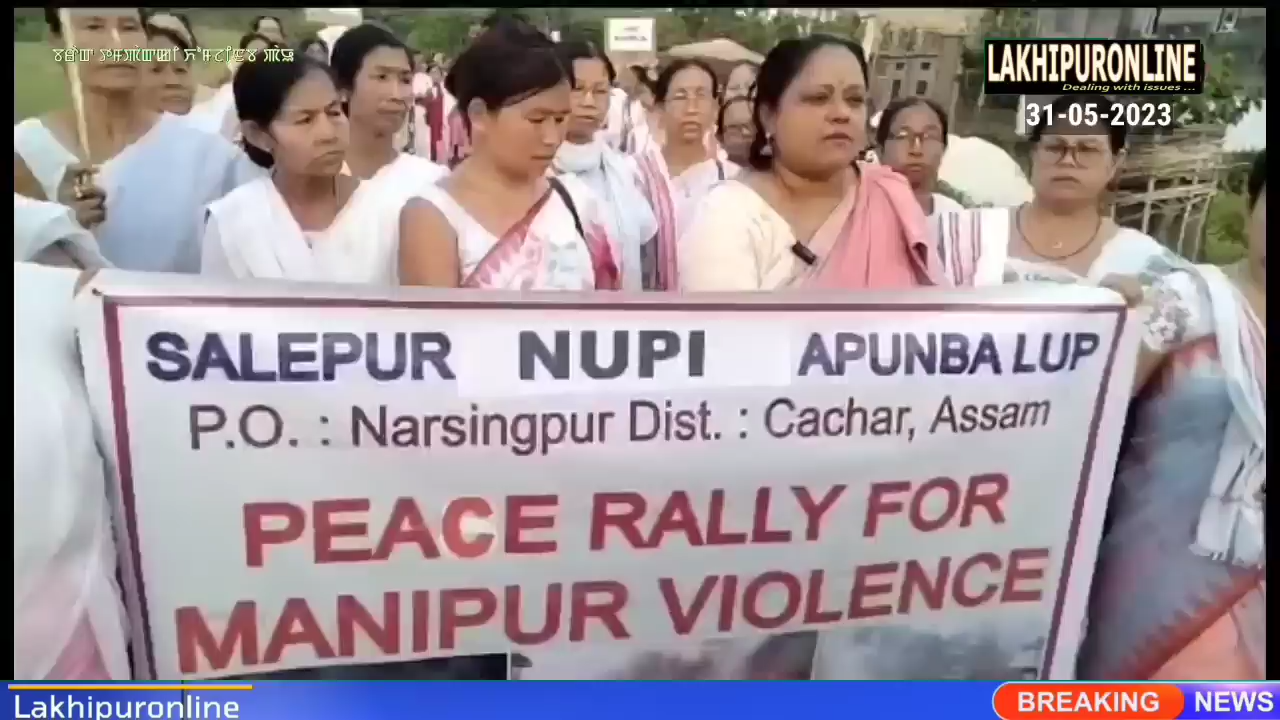 LAKHIPURONLINE
Dealing with issues ...
31-05-2023
SALEPUR NUPI APUNBA LUP
P.O. : Narsingpur Dist. : Cachar, Assam
PEACE RALLY FOR
MANIPUR VIOLENCE
Lakhipuronline
BREAKING NEWS